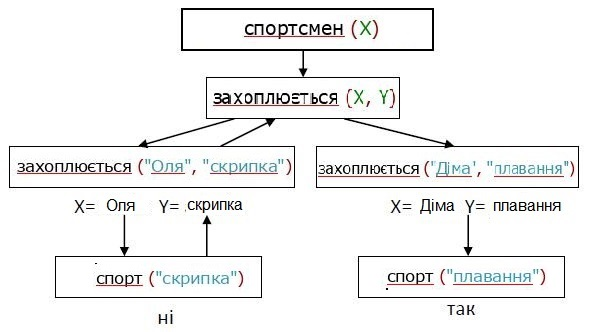 спортсмен (X)
захоплюється (X, Y)
захоплюється ("Оля", "скрипка")
захоплюється ("Діма', "плавання")
X= Оля Y= скрипка
X= Діма Y= плавання
спорт ("скрипка")
спорт ("плавання")
ні
так